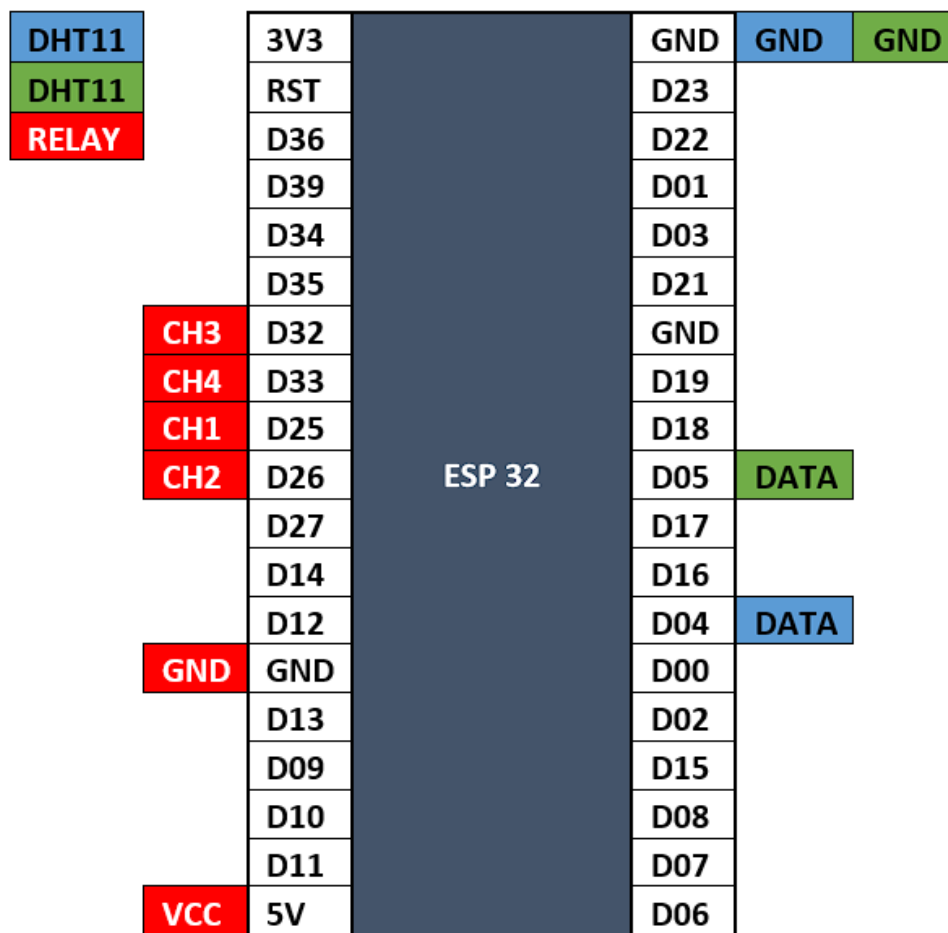 DHT11 3V3 GND GND GND
DHT11 RST D23
RELAY D36 D22
D39 D01
D34 D03
D35 D21
CH3 D32 GND
CH4 D33 D19
CH1 D25 D18
CH2 D26 ESP 32 D05 DATA
D27 D17
D14 D16
D12 D04 DATA
GND GND D00
D13 D02
D09 D15
D10 D08
D11 D07
VCC 5V D06